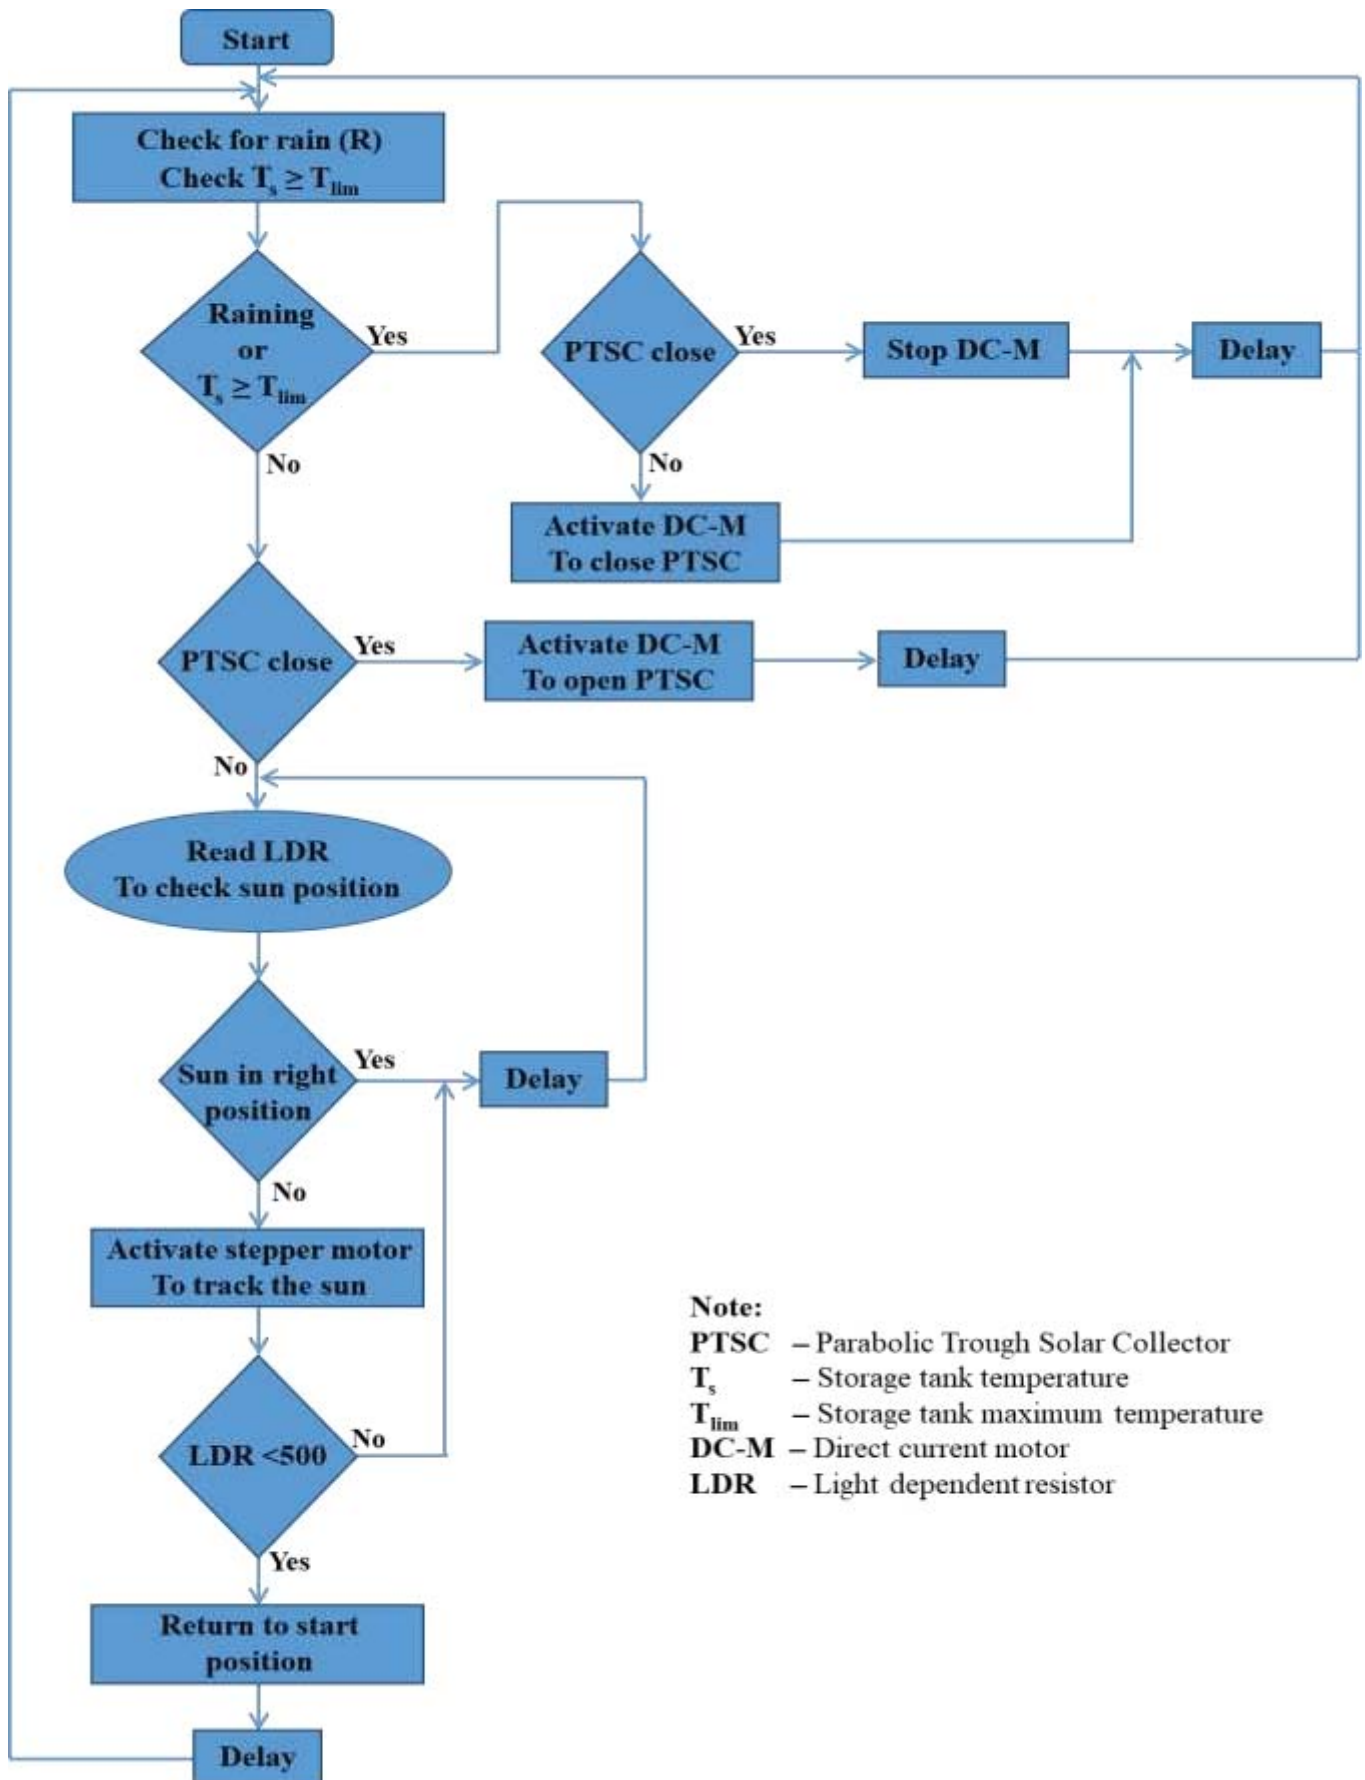 Start
Check for rain (R)
Check Ts ≥ Tlim
Raining
or
Ts ≥ Tlim
Yes
No
PTSC close
Yes
No
Stop DC-M
Delay
Activate DC-M
To close PTSC
PTSC close
Yes
No
Activate DC-M
To open PTSC
Delay
Read LDR
To check sun position
Sun in right
position
Yes
No
Delay
Activate stepper motor
To track the sun
LDR <500
No
Yes
Return to start
position
Delay
Note:
PTSC – Parabolic Trough Solar Collector
Ts – Storage tank temperature
Tlim – Storage tank maximum temperature
DC-M – Direct current motor
LDR – Light dependent resistor